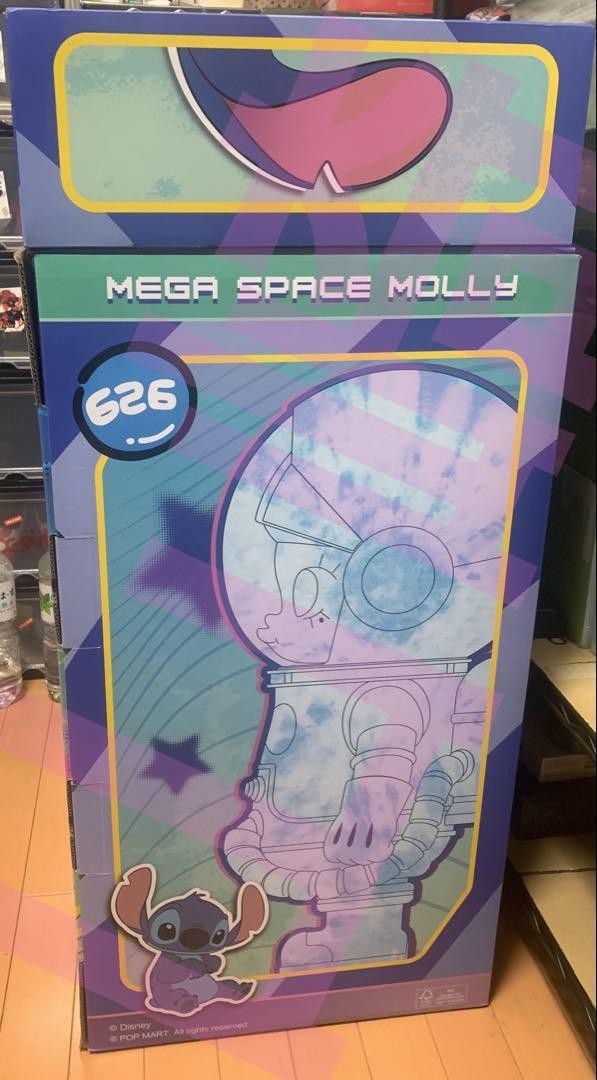 MEGA SPACE MOLLY
626
© Disney
© POP MART. All rights reserved.